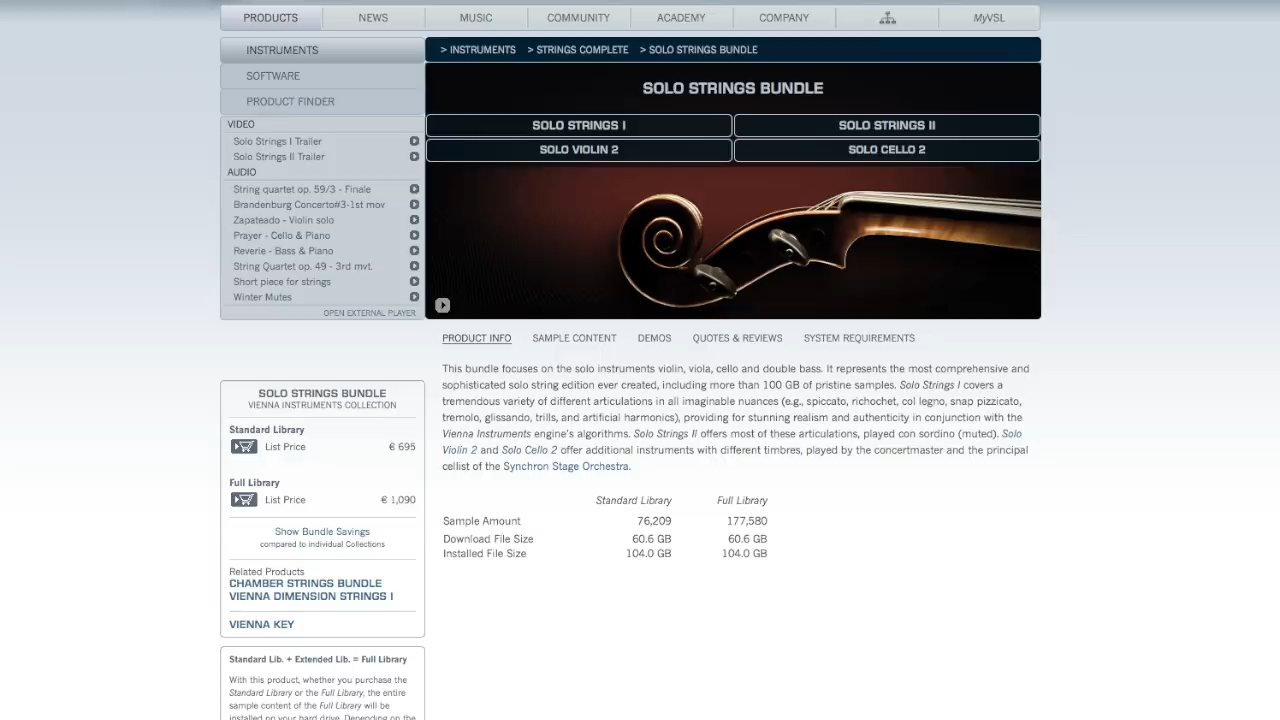 PRODUCTS NEWS MUSIC COMMUNITY ACADEMY COMPANY MyVSL
INSTRUMENTS
SOFTWARE
PRODUCT FINDER
VIDEO
Solo Strings I Trailer
Solo Strings II Trailer
AUDIO
String quartet op. 59/3 - Finale
Brandenburg Concerto#3-1st mov
Zapateado - Violin solo
Prayer - Cello & Piano
Reverie - Bass & Piano
String Quartet op. 49 - 3rd mvt.
Short piece for strings
Winter Mutes
OPEN EXTERNAL PLAYER
> INSTRUMENTS > STRINGS COMPLETE > SOLO STRINGS BUNDLE
SOLO STRINGS BUNDLE
SOLO STRINGS I SOLO STRINGS II
SOLO VIOLIN 2 SOLO CELLO 2
PRODUCT INFO SAMPLE CONTENT DEMOS QUOTES & REVIEWS SYSTEM REQUIREMENTS
This bundle focuses on the solo instruments violin, viola, cello and double bass. It represents the most comprehensive and
sophisticated solo string edition ever created, including more than 100 GB of pristine samples. Solo Strings I covers a
tremendous variety of different articulations in all imaginable nuances (e.g., spiccato, richochet, col legno, snap pizzicato,
tremolo, glissando, trills, and artificial harmonics), providing for stunning realism and authenticity in conjunction with the
Vienna Instruments engine's algorithms. Solo Strings II offers most of these articulations, played con sordino (muted). Solo
Violin 2 and Solo Cello 2 offer additional instruments with different timbres, played by the concertmaster and the principal
cellist of the Synchron Stage Orchestra.
Standard Library Full Library
Sample Amount 76,209 177,580
Download File Size 60.6 GB 60.6 GB
Installed File Size 104.0 GB 104.0 GB
SOLO STRINGS BUNDLE
VIENNA INSTRUMENTS COLLECTION
Standard Library
List Price € 695
Full Library
List Price € 1,090
Show Bundle Savings
compared to individual Collections
Related Products
CHAMBER STRINGS BUNDLE
VIENNA DIMENSION STRINGS I
VIENNA KEY
Standard Lib. + Extended Lib. = Full Library
With this product, whether you purchase the
Standard Library or the Full Library, the entire
sample content of the Full Library will be
installed on your hard drive. Depending on the